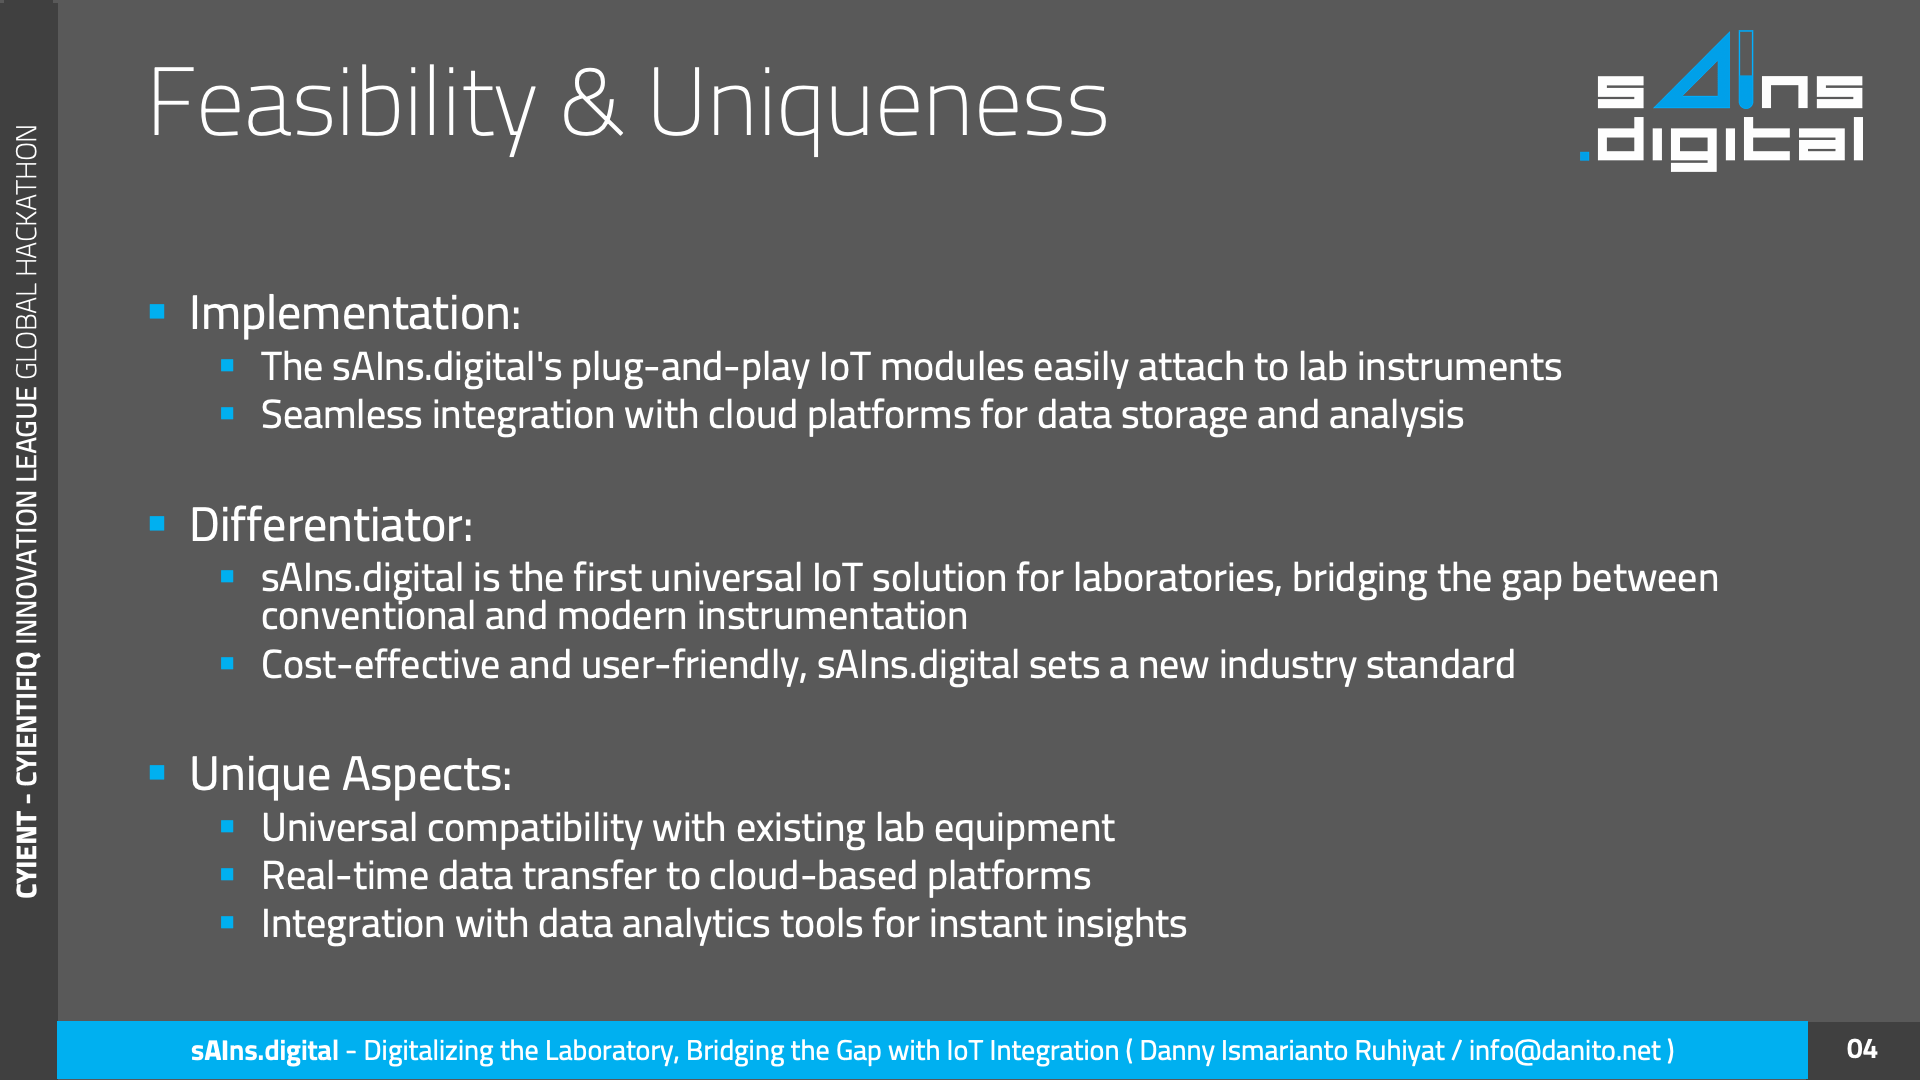 Feasibility & Uniqueness
sAIns
.digital
CYIENT - CYIENTIFIQ INNOVATION LEAGUE GLOBAL HACKATHON
Implementation:
The sAIns.digital's plug-and-play IoT modules easily attach to lab instruments
Seamless integration with cloud platforms for data storage and analysis
Differentiator:
sAIns.digital is the first universal IoT solution for laboratories, bridging the gap between
conventional and modern instrumentation
Cost-effective and user-friendly, sAIns.digital sets a new industry standard
Unique Aspects:
Universal compatibility with existing lab equipment
Real-time data transfer to cloud-based platforms
Integration with data analytics tools for instant insights
sAIns.digital - Digitalizing the Laboratory, Bridging the Gap with IoT Integration ( Danny Ismarianto Ruhiyat / info@danito.net )
04